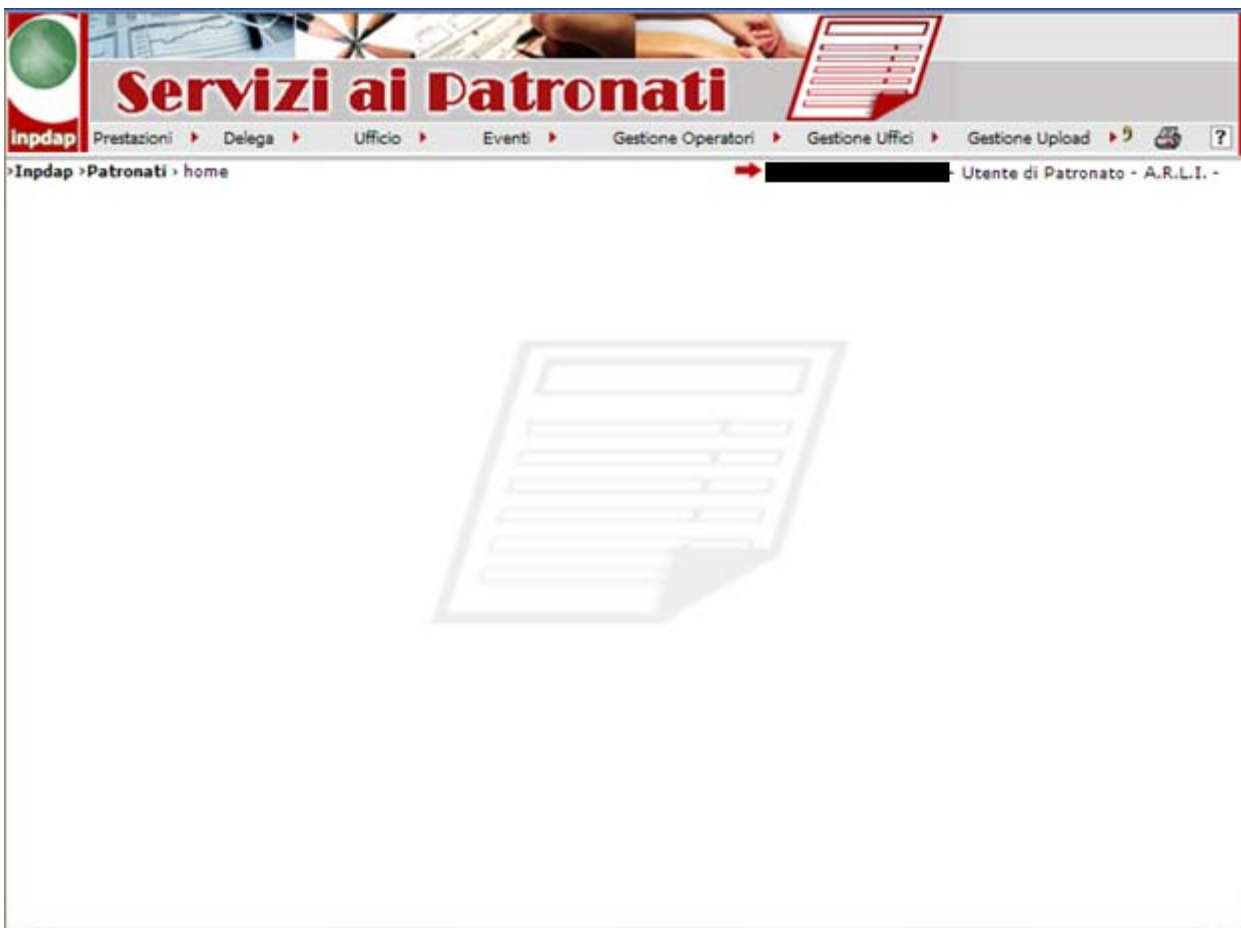 Servizi ai Patronati
inpdap Prestazioni Delega Ufficio Eventi Gestione Operatori Gestione Uffici Gestione Upload ?
>Inpdap >Patronati > home - Utente di Patronato - A.R.L.I. -